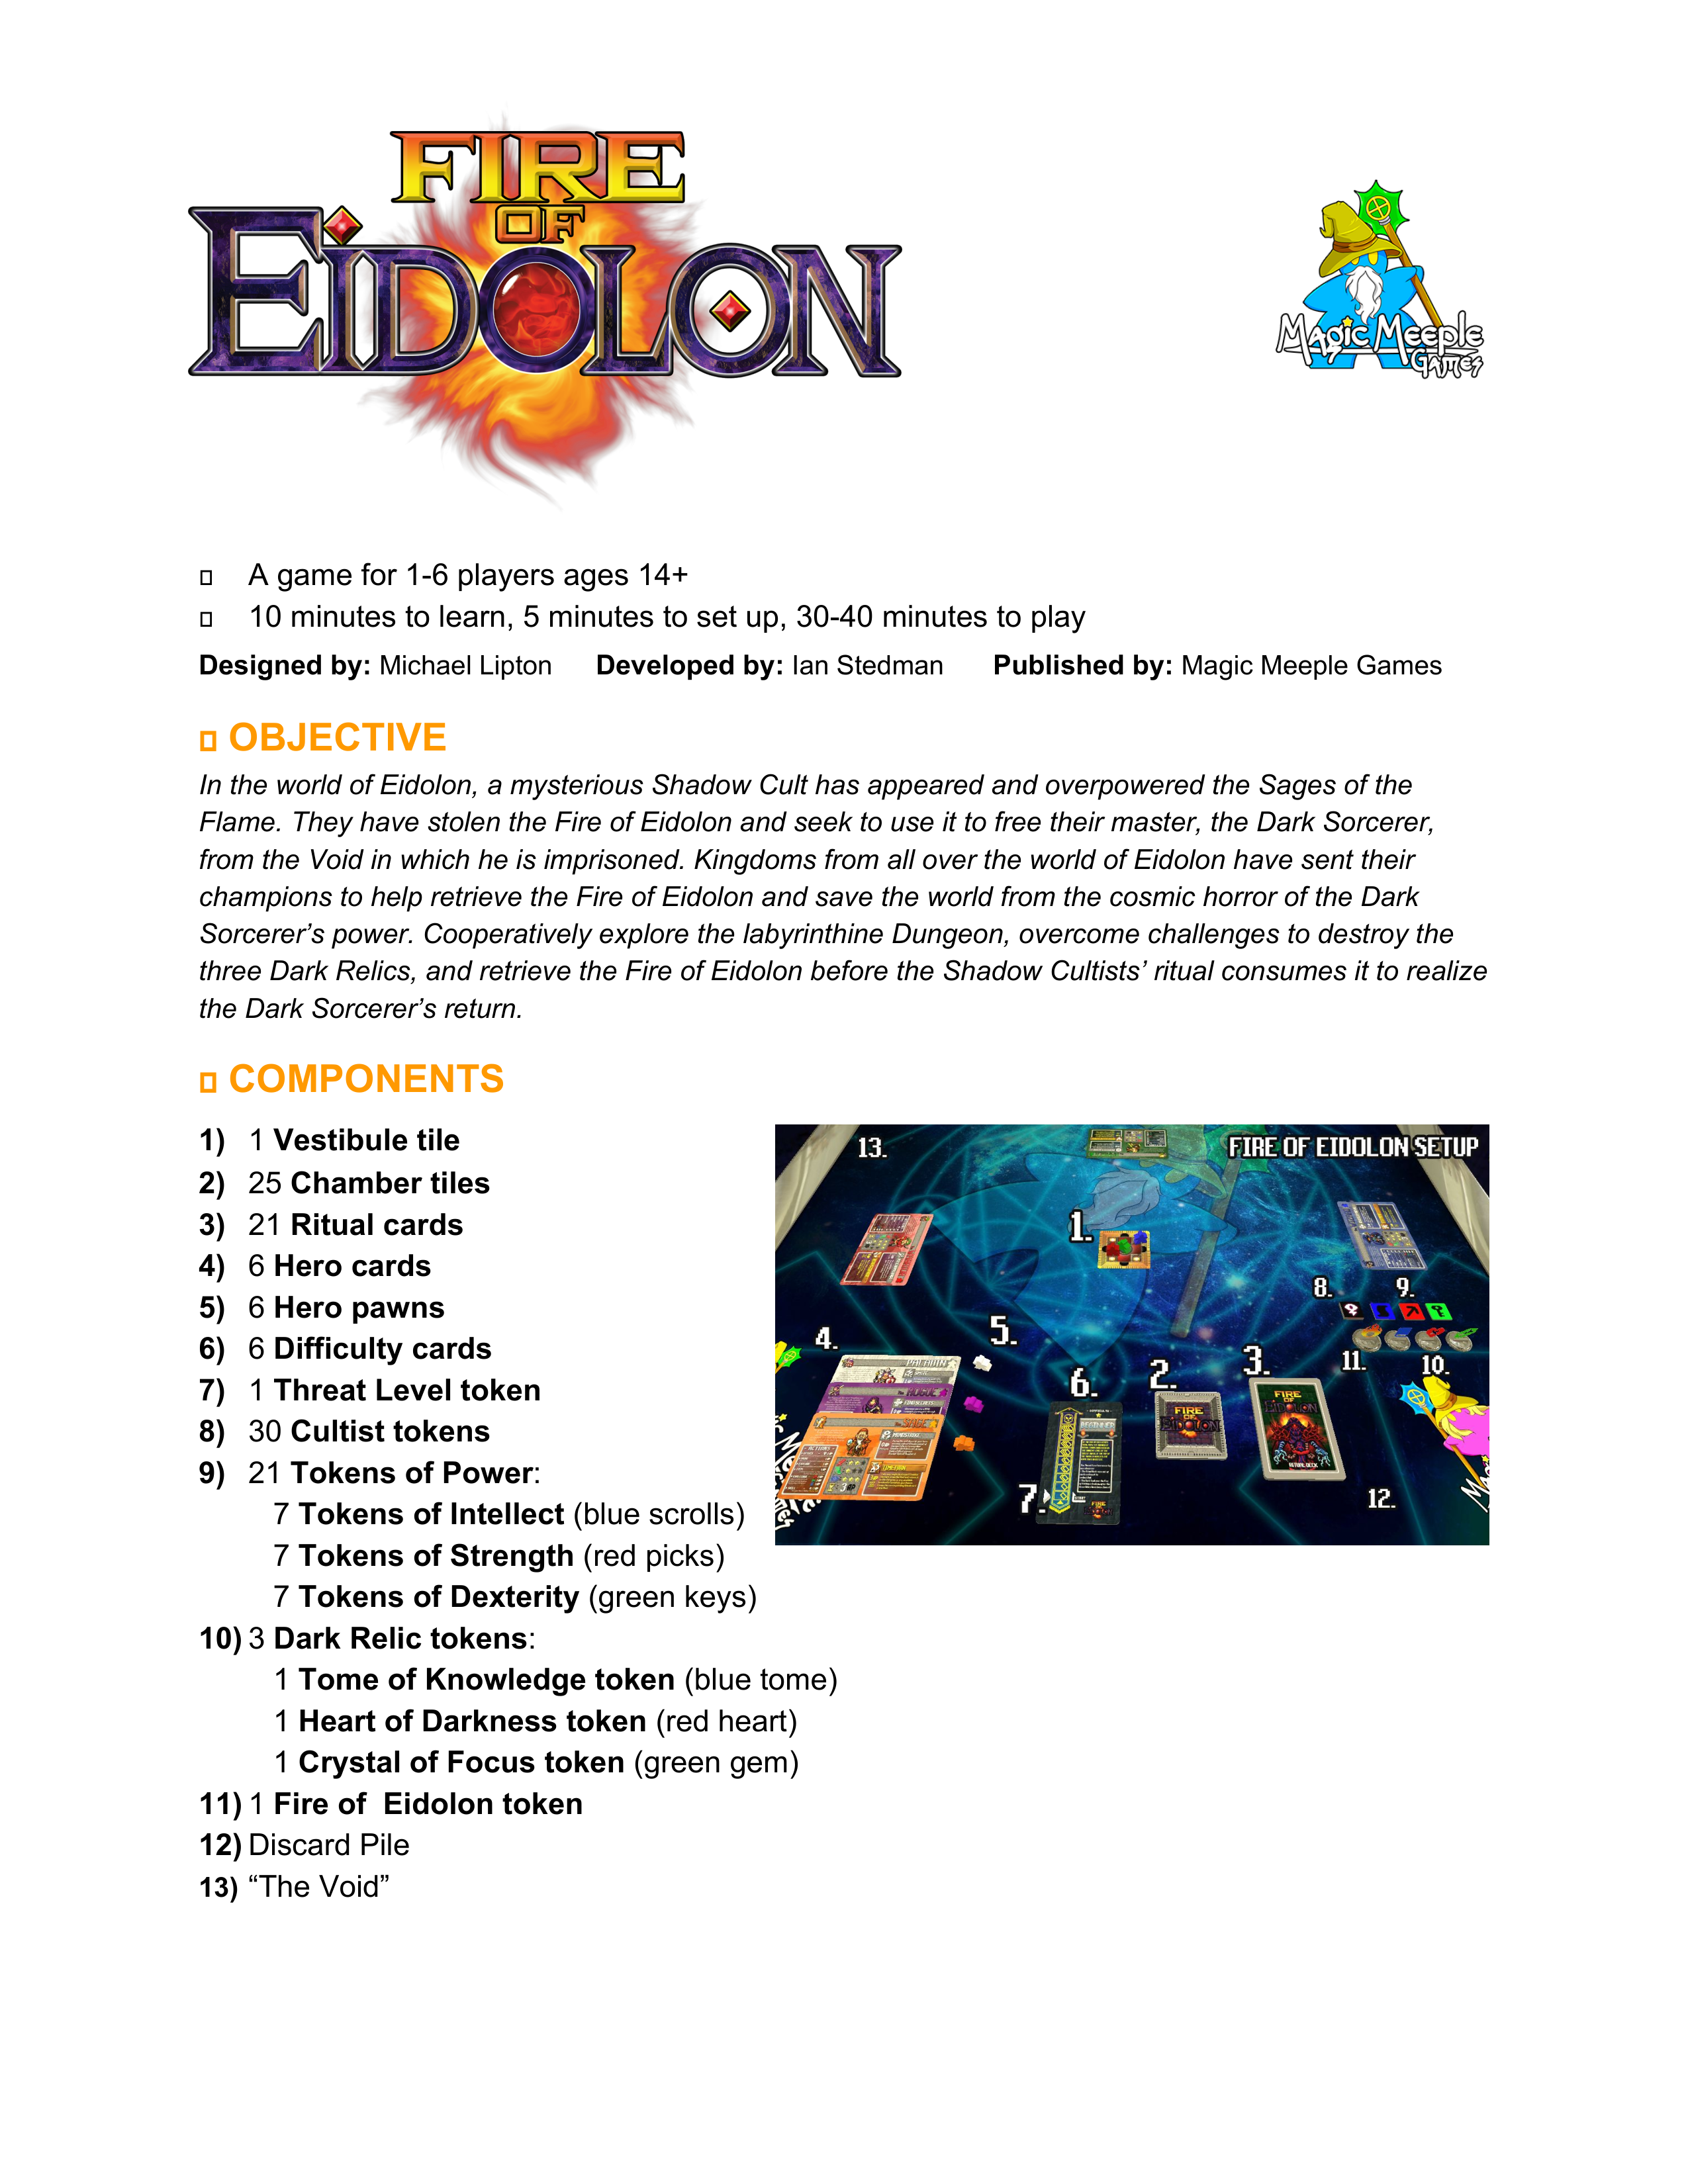 FIRE
OF
EIDOLON
Magic Meeple
GAMES
A game for 1-6 players ages 14+
10 minutes to learn, 5 minutes to set up, 30-40 minutes to play
Designed by: Michael Lipton Developed by: Ian Stedman Published by: Magic Meeple Games
OBJECTIVE
In the world of Eidolon, a mysterious Shadow Cult has appeared and overpowered the Sages of the
Flame. They have stolen the Fire of Eidolon and seek to use it to free their master, the Dark Sorcerer,
from the Void in which he is imprisoned. Kingdoms from all over the world of Eidolon have sent their
champions to help retrieve the Fire of Eidolon and save the world from the cosmic horror of the Dark
Sorcerer’s power. Cooperatively explore the labyrinthine Dungeon, overcome challenges to destroy the
three Dark Relics, and retrieve the Fire of Eidolon before the Shadow Cultists’ ritual consumes it to realize
the Dark Sorcerer’s return.
COMPONENTS
1) 1 Vestibule tile
2) 25 Chamber tiles
3) 21 Ritual cards
4) 6 Hero cards
5) 6 Hero pawns
6) 6 Difficulty cards
7) 1 Threat Level token
8) 30 Cultist tokens
9) 21 Tokens of Power:
7 Tokens of Intellect (blue scrolls)
7 Tokens of Strength (red picks)
7 Tokens of Dexterity (green keys)
10) 3 Dark Relic tokens:
1 Tome of Knowledge token (blue tome)
1 Heart of Darkness token (red heart)
1 Crystal of Focus token (green gem)
11) 1 Fire of Eidolon token
12) Discard Pile
13) “The Void”
FIRE OF EIDOLON SETUP
13.
1.
8.
9.
4.
5.
11.
10.
6.
2.
3.
7.
12.
FIRE
OF
EIDOLON
FIRE
OF
EIDOLON
RITUAL DECK